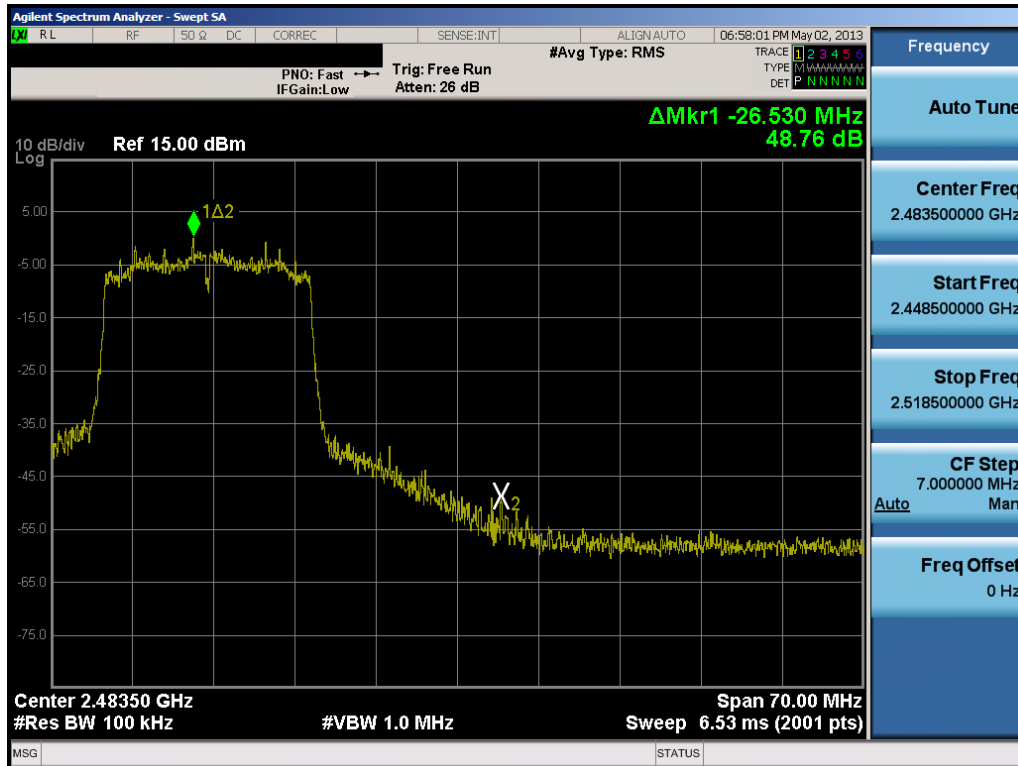 Agilent Spectrum Analyzer - Swept SA
LXI RL RF 50 Ω DC CORREC SENSE:INT ALIGN AUTO 06:58:01 PM May 02, 2013
#Avg Type: RMS TRACE 1 2 3 4 5 6
PNO: Fast Trig: Free Run TYPE M WWWWW
IFGain:Low Atten: 26 dB DET P N N N N N
ΔMkr1 -26.530 MHz
48.76 dB
10 dB/div Ref 15.00 dBm
Log
5.00
1Δ2
-5.00
-15.0
-25.0
-35.0
-45.0
2
-55.0
-65.0
-75.0
Center 2.48350 GHz Span 70.00 MHz
#Res BW 100 kHz #VBW 1.0 MHz Sweep 6.53 ms (2001 pts)
MSG STATUS
Frequency
Auto Tune
Center Freq
2.483500000 GHz
Start Freq
2.448500000 GHz
Stop Freq
2.518500000 GHz
CF Step
7.000000 MHz
Auto Man
Freq Offset
0 Hz